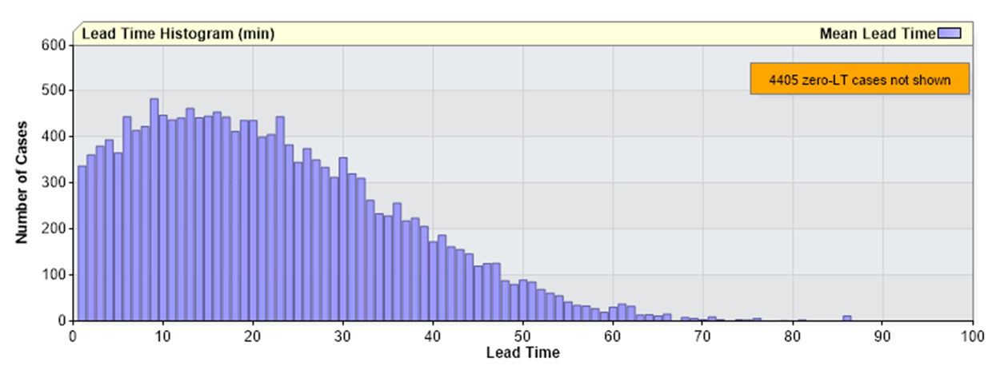 Lead Time Histogram (min) Mean Lead Time
600
4405 zero-LT cases not shown
500
400
300
200
100
0
Number of Cases
0 10 20 30 40 50 60 70 80 90 100
Lead Time